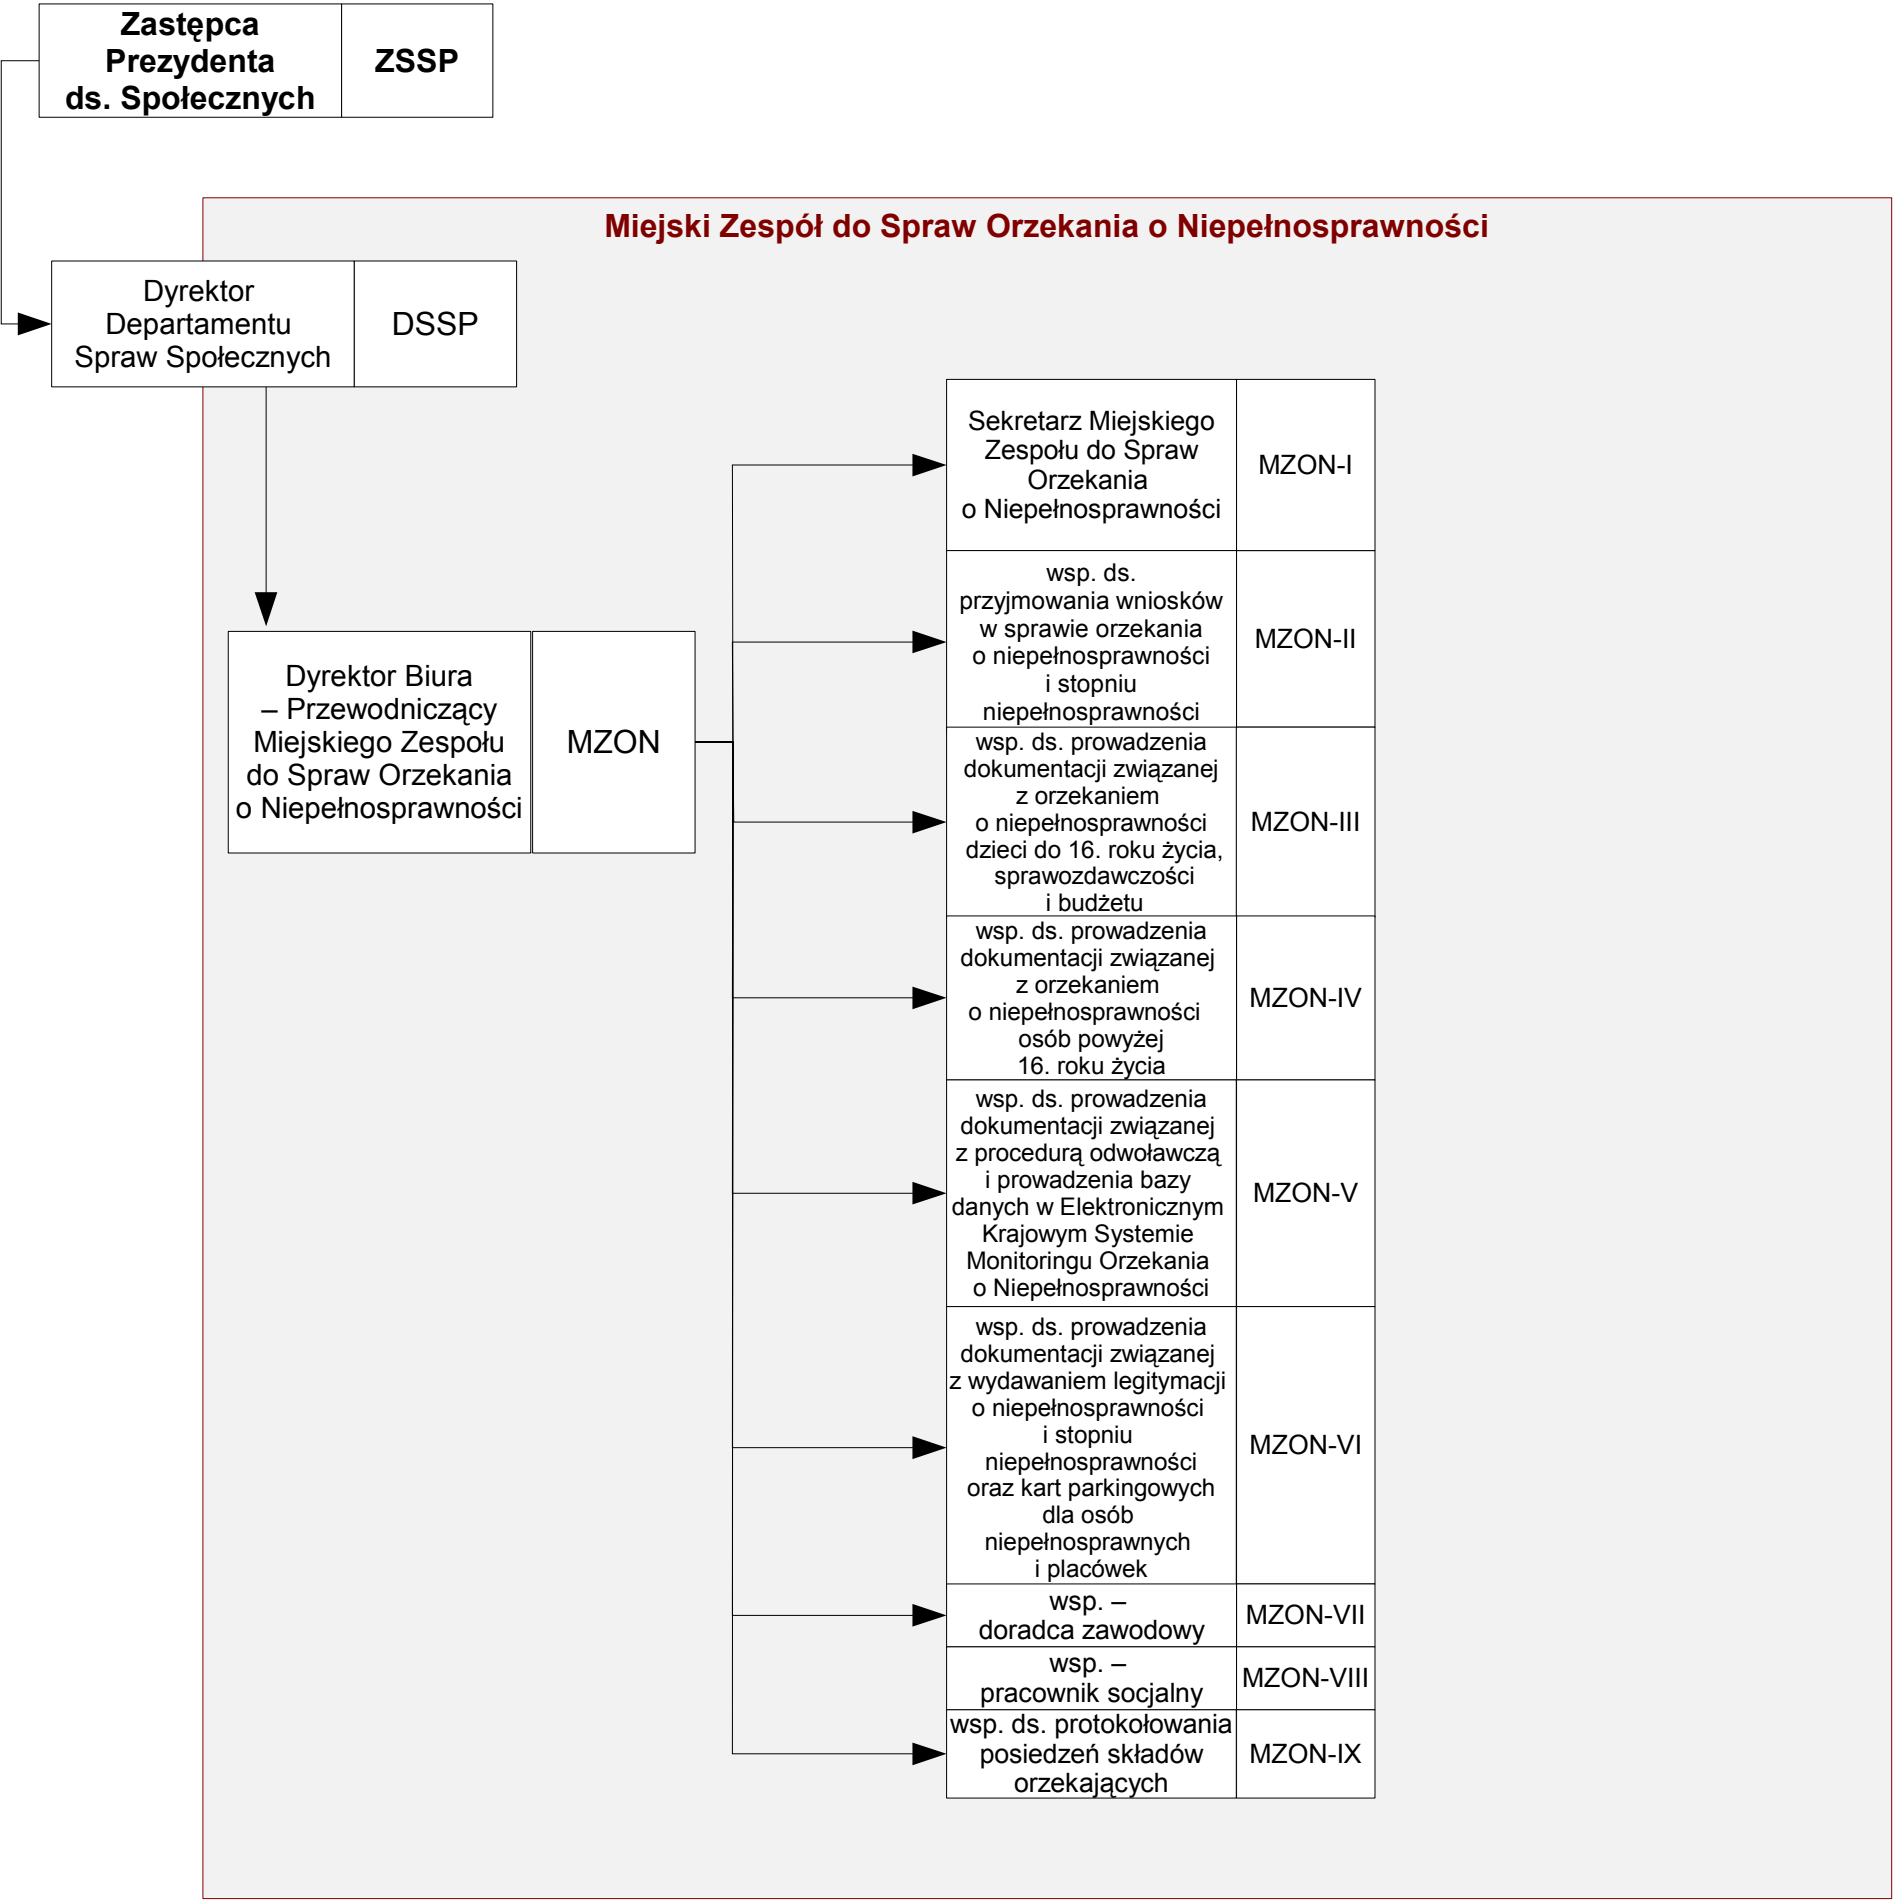 Zastępca
Prezydenta
ds. Społecznych
ZSSP
Miejski Zespół do Spraw Orzekania o Niepełnosprawności
Dyrektor
Departamentu
Spraw Społecznych
DSSP
Dyrektor Biura
– Przewodniczący
Miejskiego Zespołu
do Spraw Orzekania
o Niepełnosprawności
MZON
Sekretarz Miejskiego
Zespołu do Spraw
Orzekania
o Niepełnosprawności
MZON-I
wsp. ds.
przyjmowania wniosków
w sprawie orzekania
o niepełnosprawności
i stopniu
niepełnosprawności
MZON-II
wsp. ds. prowadzenia
dokumentacji związanej
z orzekaniem
o niepełnosprawności
dzieci do 16. roku życia,
sprawozdawczości
i budżetu
MZON-III
wsp. ds. prowadzenia
dokumentacji związanej
z orzekaniem
o niepełnosprawności
osób powyżej
16. roku życia
MZON-IV
wsp. ds. prowadzenia
dokumentacji związanej
z procedurą odwoławczą
i prowadzenia bazy
danych w Elektronicznym
Krajowym Systemie
Monitoringu Orzekania
o Niepełnosprawności
MZON-V
wsp. ds. prowadzenia
dokumentacji związanej
z wydawaniem legitymacji
o niepełnosprawności
i stopniu
niepełnosprawności
oraz kart parkingowych
dla osób
niepełnosprawnych
i placówek
MZON-VI
wsp. –
doradca zawodowy
MZON-VII
wsp. –
pracownik socjalny
MZON-VIII
wsp. ds. protokołowania
posiedzeń składów
orzekających
MZON-IX